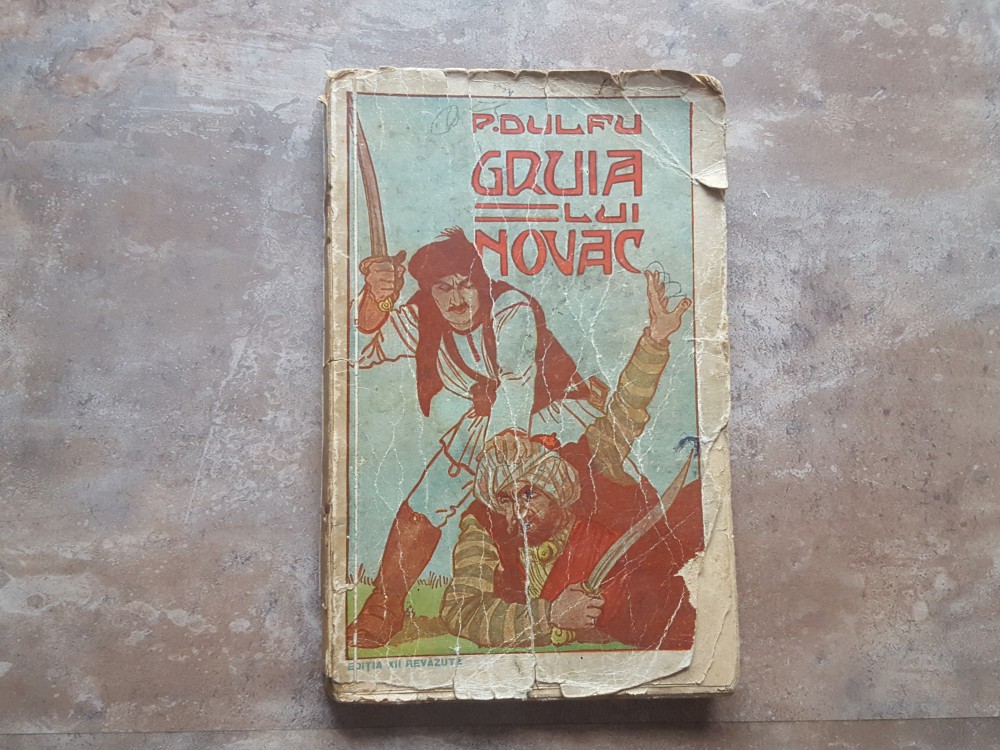 P. DULFU
GRUIA
LUI
NOVAC
EDIȚIA XII REVĂZUTĂ